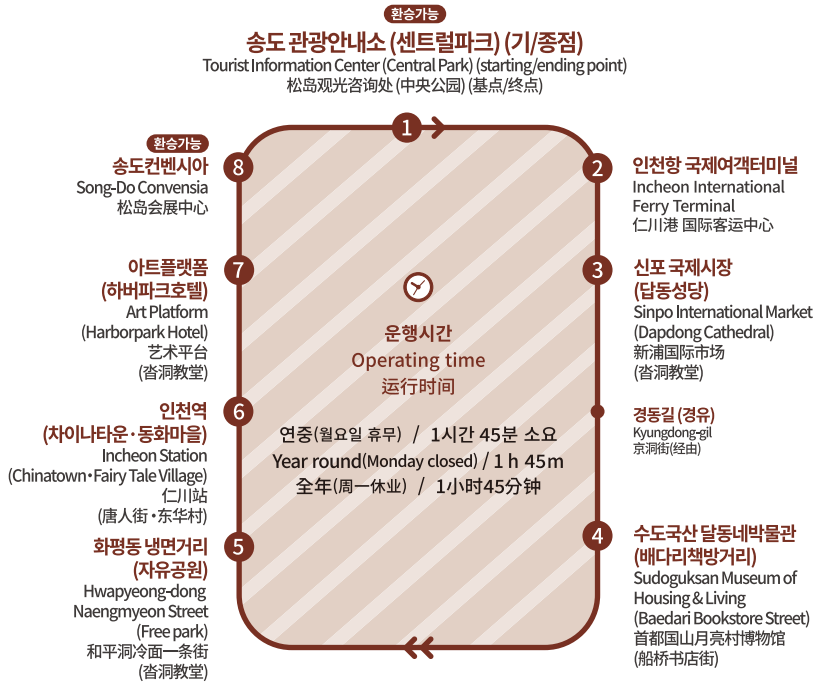 환승가능
송도 관광안내소 (센트럴파크) (기/종점)
Tourist Information Center (Central Park) (starting/ending point)
松岛观光咨询处 (中央公园) (基点/终点)
1
2
인천항 국제여객터미널
Incheon International
Ferry Terminal
仁川港 国际客运中心
3
신포 국제시장
(답동성당)
Sinpo International Market
(Dapdong Cathedral)
新浦国际市场
(沓洞教堂)
경동길 (경유)
Kyungdong-gil
京洞街(经由)
4
수도국산 달동네박물관
(배다리책방거리)
Sudoguksan Museum of
Housing & Living
(Baedari Bookstore Street)
首都国山月亮村博物馆
(船桥书店街)
5
화평동 냉면거리
(자유공원)
Hwapyeong-dong
Naengmyeon Street
(Free park)
和平洞冷面一条街
(沓洞教堂)
6
인천역
(차이나타운·동화마을)
Incheon Station
(Chinatown•Fairy Tale Village)
仁川站
(唐人街 •东华村)
7
아트플랫폼
(하버파크호텔)
Art Platform
(Harborpark Hotel)
艺术平台
(沓洞教堂)
8
환승가능
송도컨벤시아
Song-Do Convensia
松岛会展中心
운행시간
Operating time
运行时间
연중(월요일 휴무) / 1시간 45분 소요
Year round(Monday closed) / 1 h 45m
全年(周一休业) / 1小时45分钟